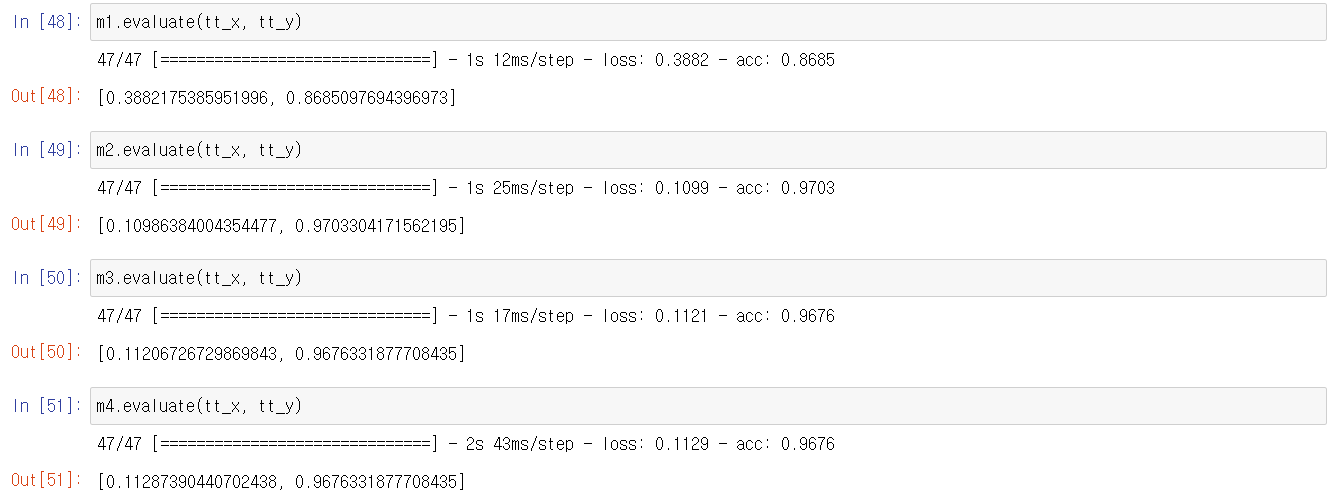 In [48]: m1.evaluate(tt_x, tt_y)
47/47 [==============================] - 1s 12ms/step - loss: 0.3882 - acc: 0.8685
Out[48]: [0.3882175385951996, 0.8685097694396973]
In [49]: m2.evaluate(tt_x, tt_y)
47/47 [==============================] - 1s 25ms/step - loss: 0.1099 - acc: 0.9703
Out[49]: [0.10986384004354477, 0.9703304171562195]
In [50]: m3.evaluate(tt_x, tt_y)
47/47 [==============================] - 1s 17ms/step - loss: 0.1121 - acc: 0.9676
Out[50]: [0.11206726729869843, 0.9676331877708435]
In [51]: m4.evaluate(tt_x, tt_y)
47/47 [==============================] - 2s 43ms/step - loss: 0.1129 - acc: 0.9676
Out[51]: [0.11287390440702438, 0.9676331877708435]